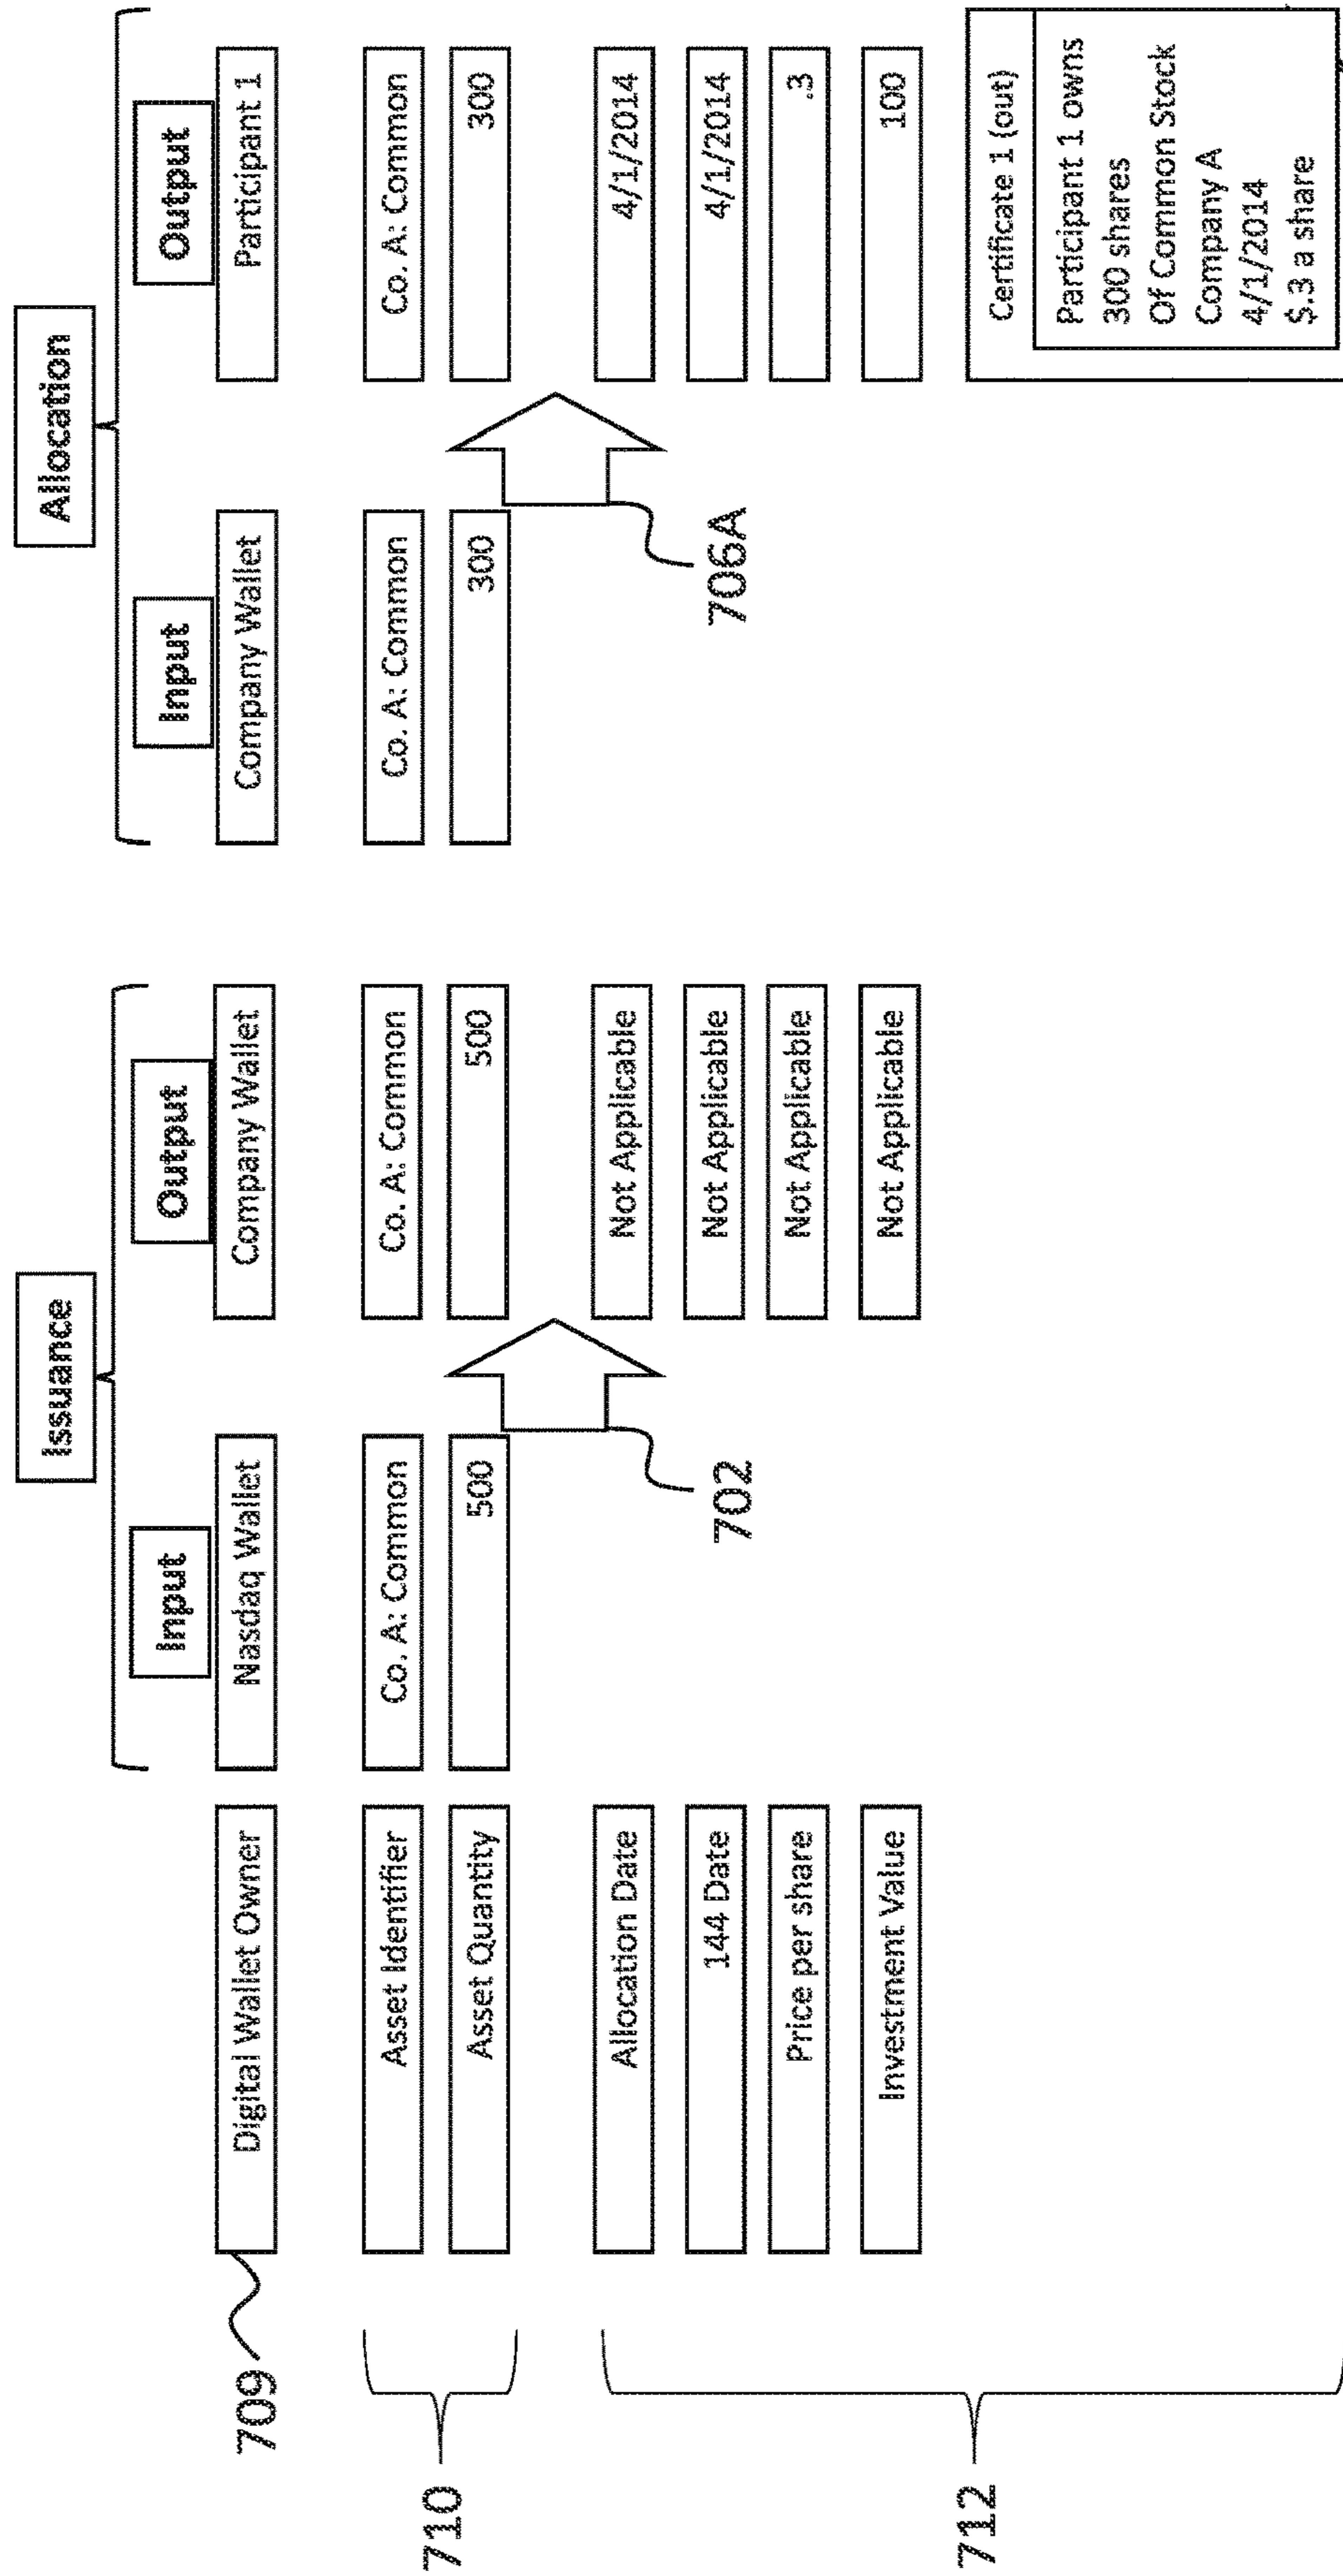 Issuance
Allocation
Input
Output
Input
Output
709
Digital Wallet Owner
Nasdaq Wallet
Company Wallet
Company Wallet
Participant 1
710
Asset Identifier
Co. A: Common
Co. A: Common
Co. A: Common
Co. A: Common
Asset Quantity
500
500
300
300
702
706A
712
Allocation Date
Not Applicable
4/1/2014
144 Date
Not Applicable
4/1/2014
Price per share
Not Applicable
.3
Investment Value
Not Applicable
100
Certificate 1 (out)
Participant 1 owns
300 shares
Of Common Stock
Company A
4/1/2014
$.3 a share